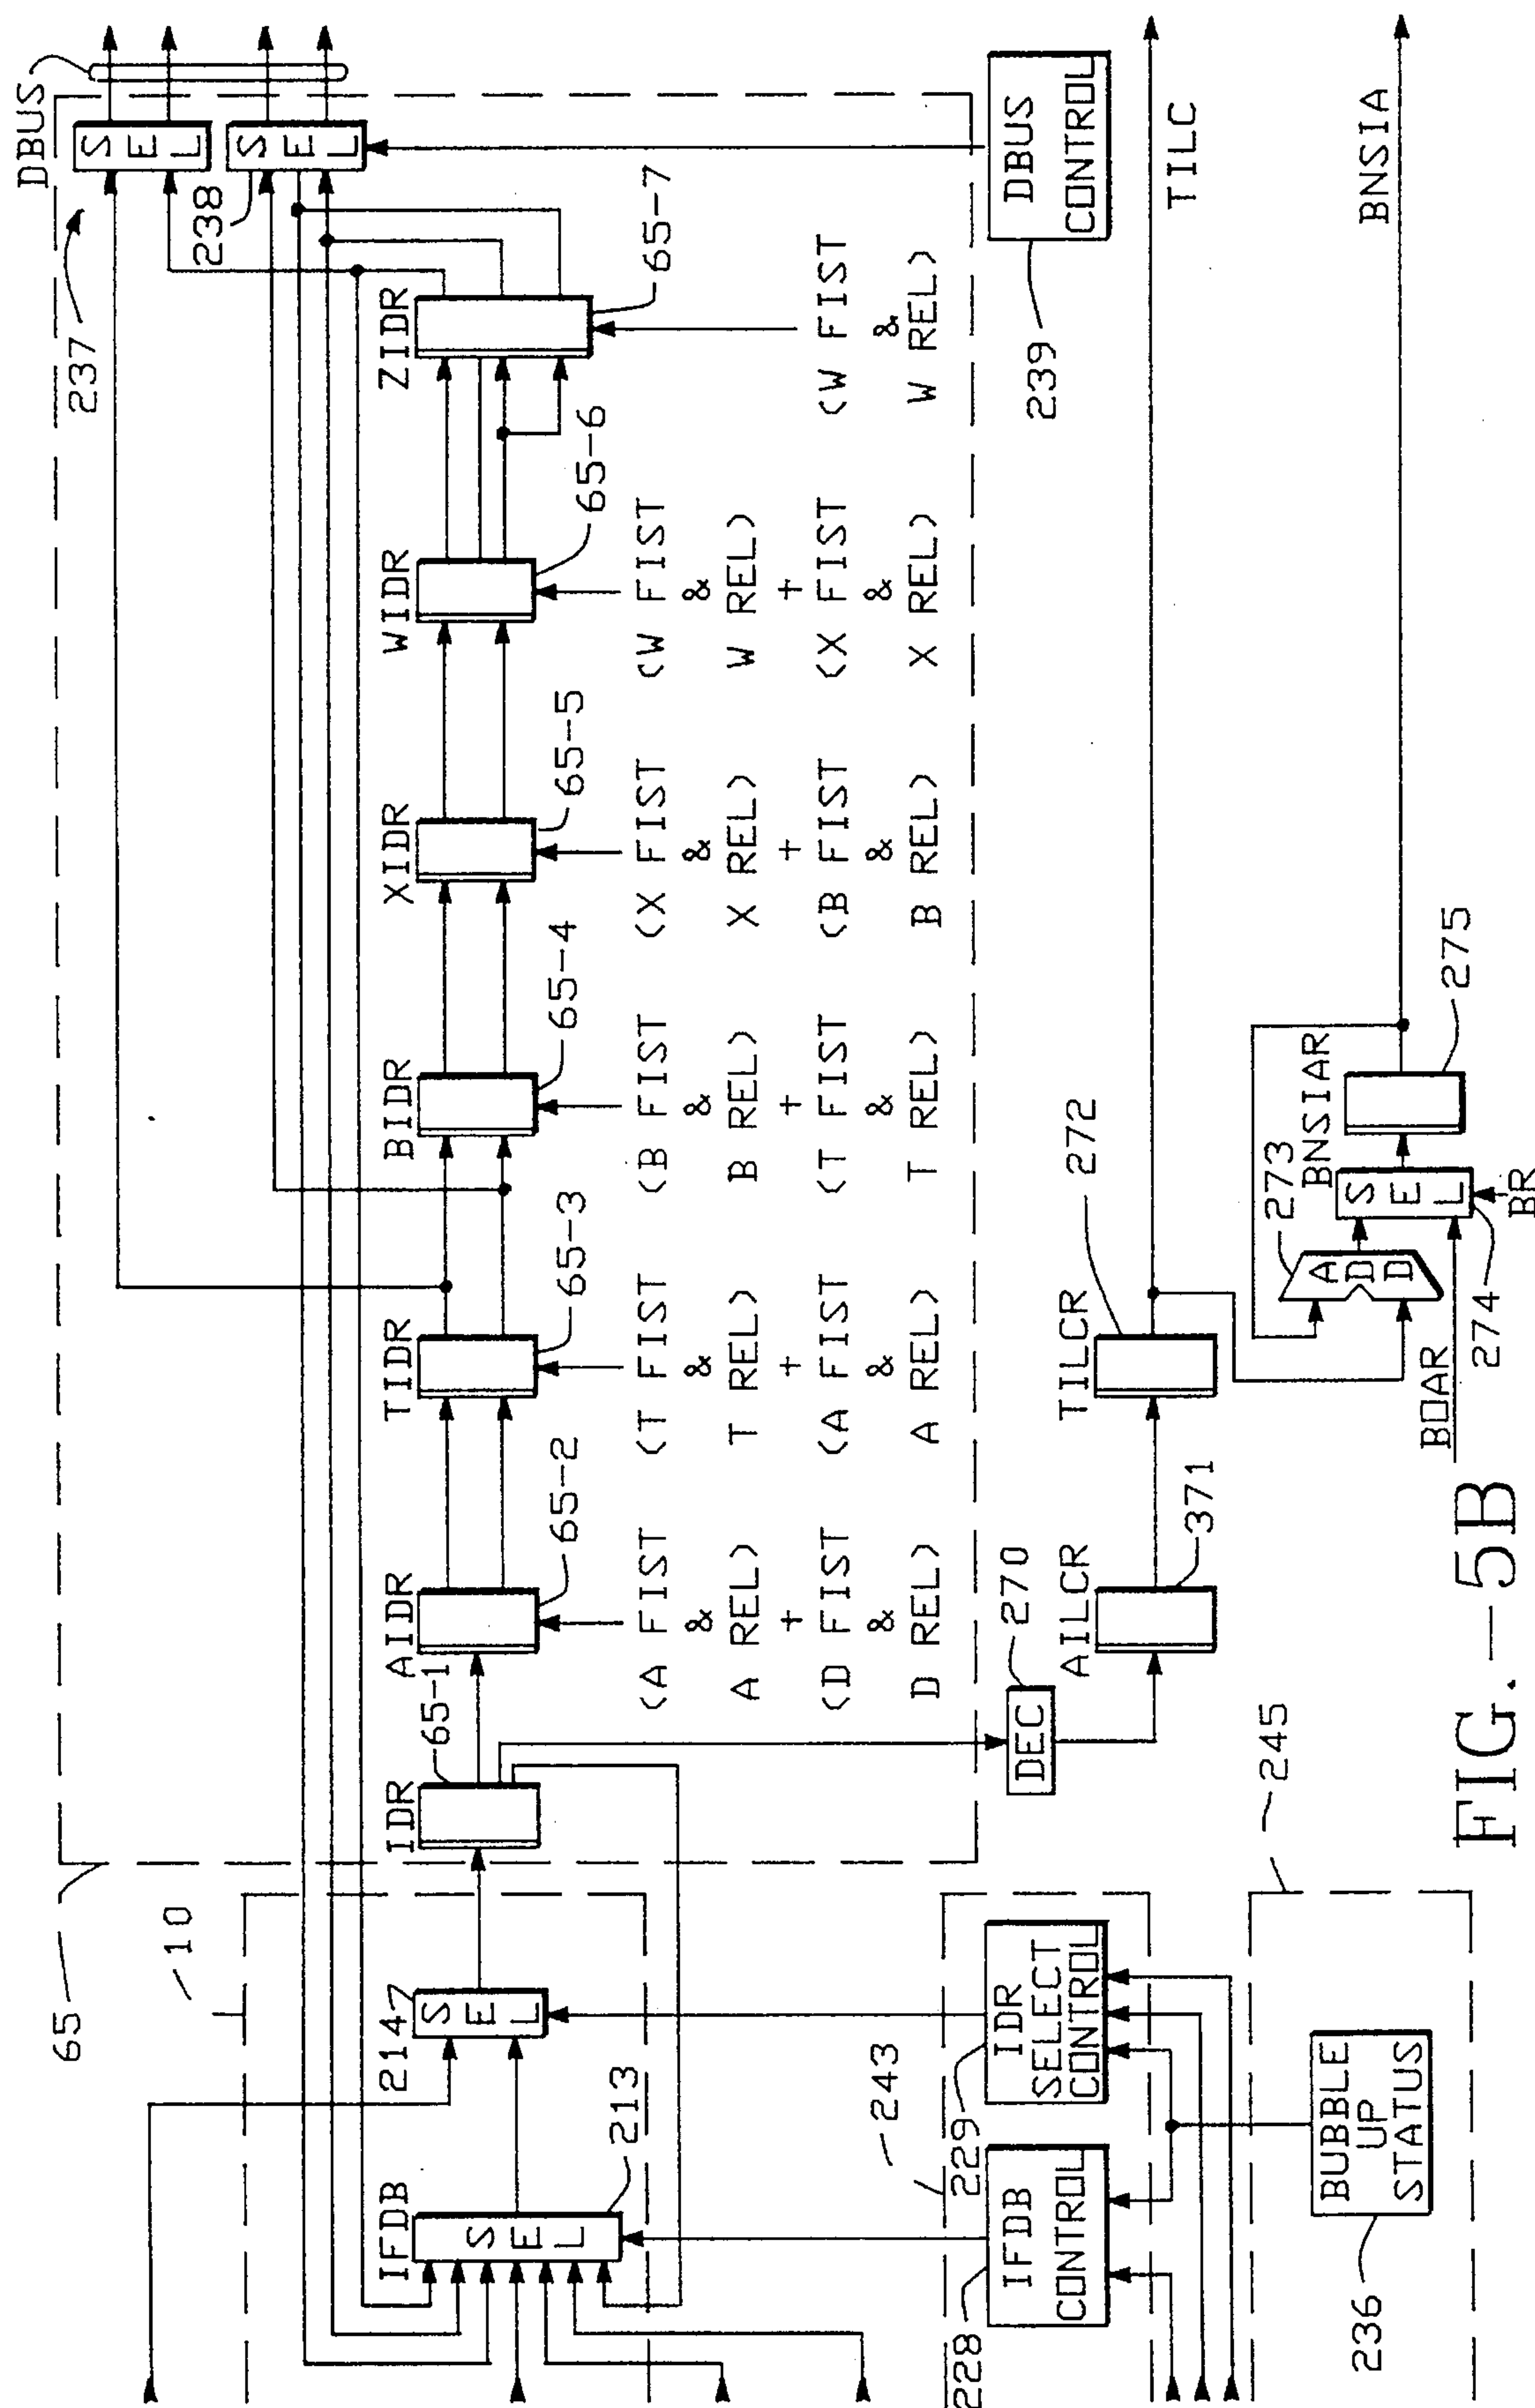 DBUS
237
SEL
SEL
238
65
10
IFDB
SEL
213
214
SEL
IDR
65-1
AIDR
65-2
TIDR
65-3
BIDR
65-4
XIDR
65-5
WIDR
65-6
ZIDR
65-7
(A FIST
&
A REL)
+
(D FIST
&
D REL)
(T FIST
&
T REL)
+
(A FIST
&
A REL)
(B FIST
&
B REL)
+
(T FIST
&
T REL)
(X FIST
&
X REL)
+
(B FIST
&
B REL)
(W FIST
&
W REL)
+
(X FIST
&
X REL)
(W FIST
&
W REL)
239
DBUS
CONTROL
243
228
IFDB
CONTROL
229
IDR
SELECT
CONTROL
DEC
270
AILCR
371
TILCR
272
TILC
245
236
BUBBLE
UP
STATUS
BOAR
274
273
ADD
SEL
BR
BNSIAR
275
BNSIA
FIG.-5B